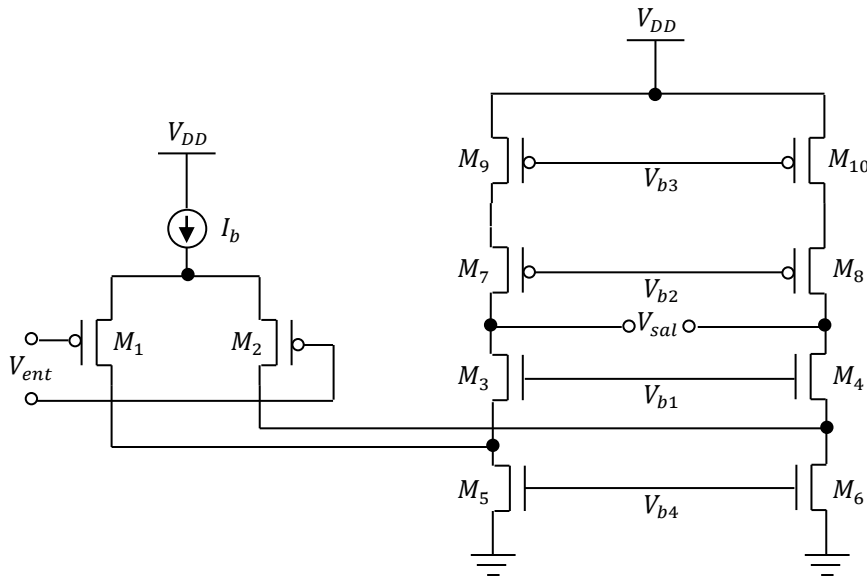 V_DD
M_9
V_b3
M_10
V_DD
I_b
M_7
V_b2
M_8
V_sal
M_1
M_2
V_ent
M_3
V_b1
M_4
M_5
V_b4
M_6